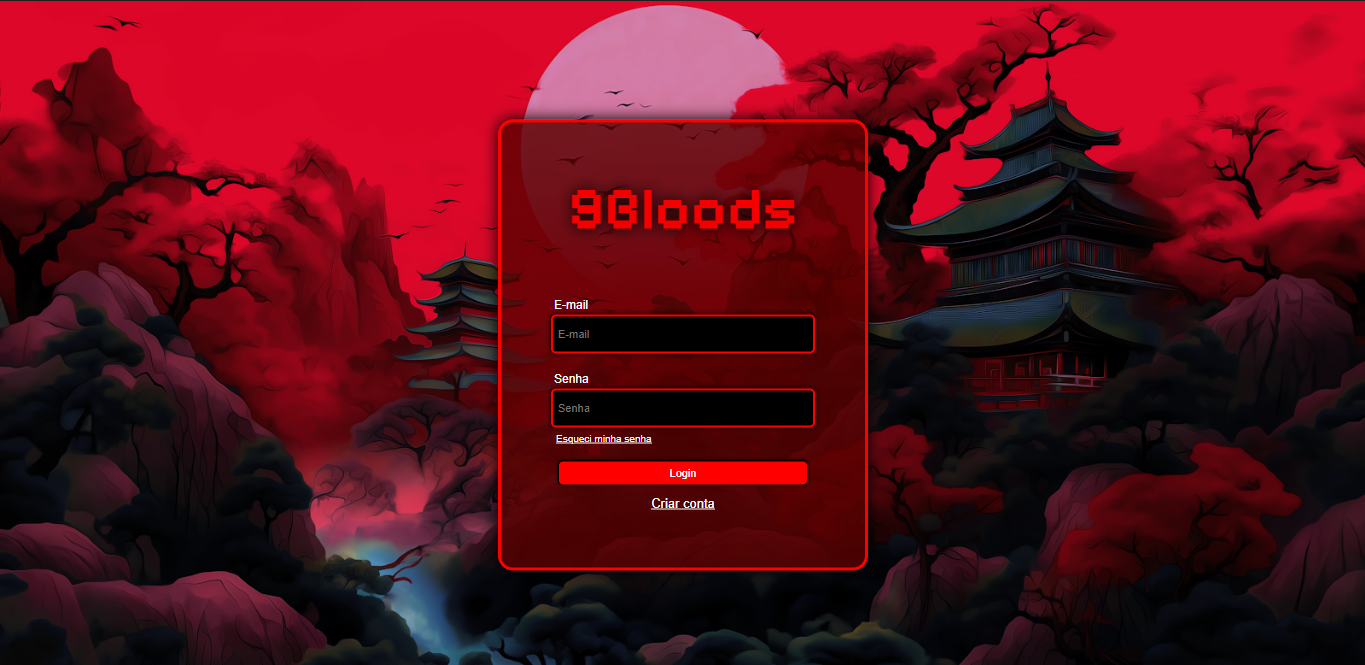 9Bloods
E-mail
E-mail
Senha
Senha
Esqueci minha senha
Login
Criar conta